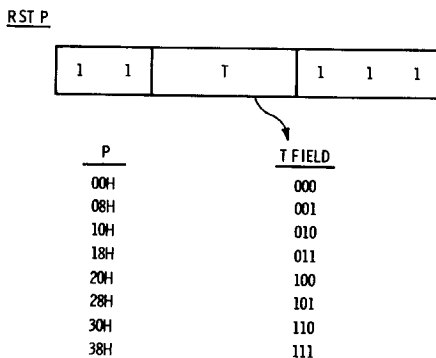 RST P
1 1 T 1 1 1
P T FIELD
00H 000
08H 001
10H 010
18H 011
20H 100
28H 101
30H 110
38H 111